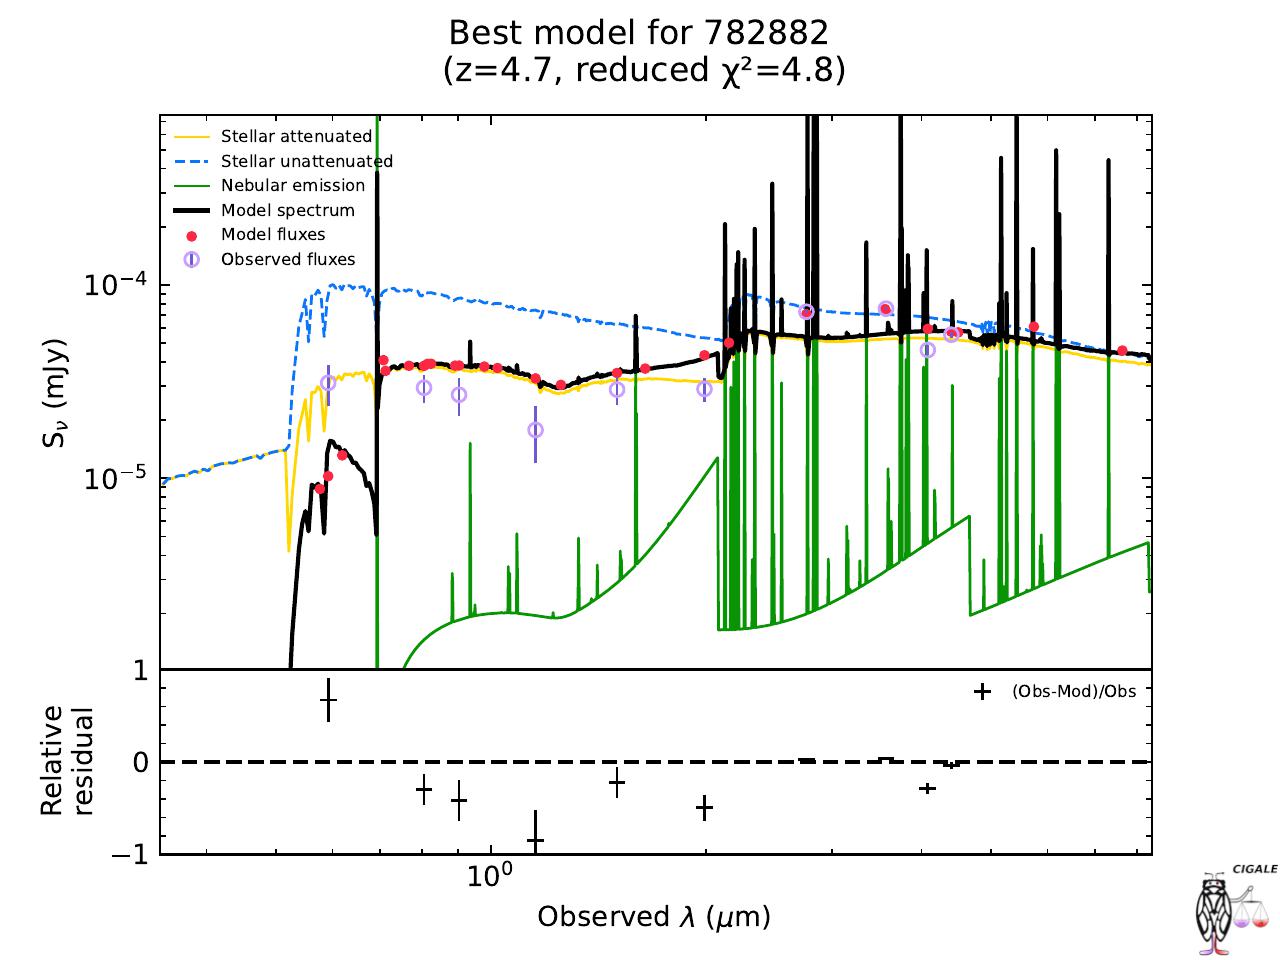 Best model for 782882
(z=4.7, reduced χ²=4.8)
Stellar attenuated
Stellar unattenuated
Nebular emission
Model spectrum
Model fluxes
Observed fluxes
10⁻⁴
10⁻⁵
S_ν (mJy)
1
0
−1
Relative
residual
(Obs-Mod)/Obs
10⁰
Observed λ (μm)
CIGALE